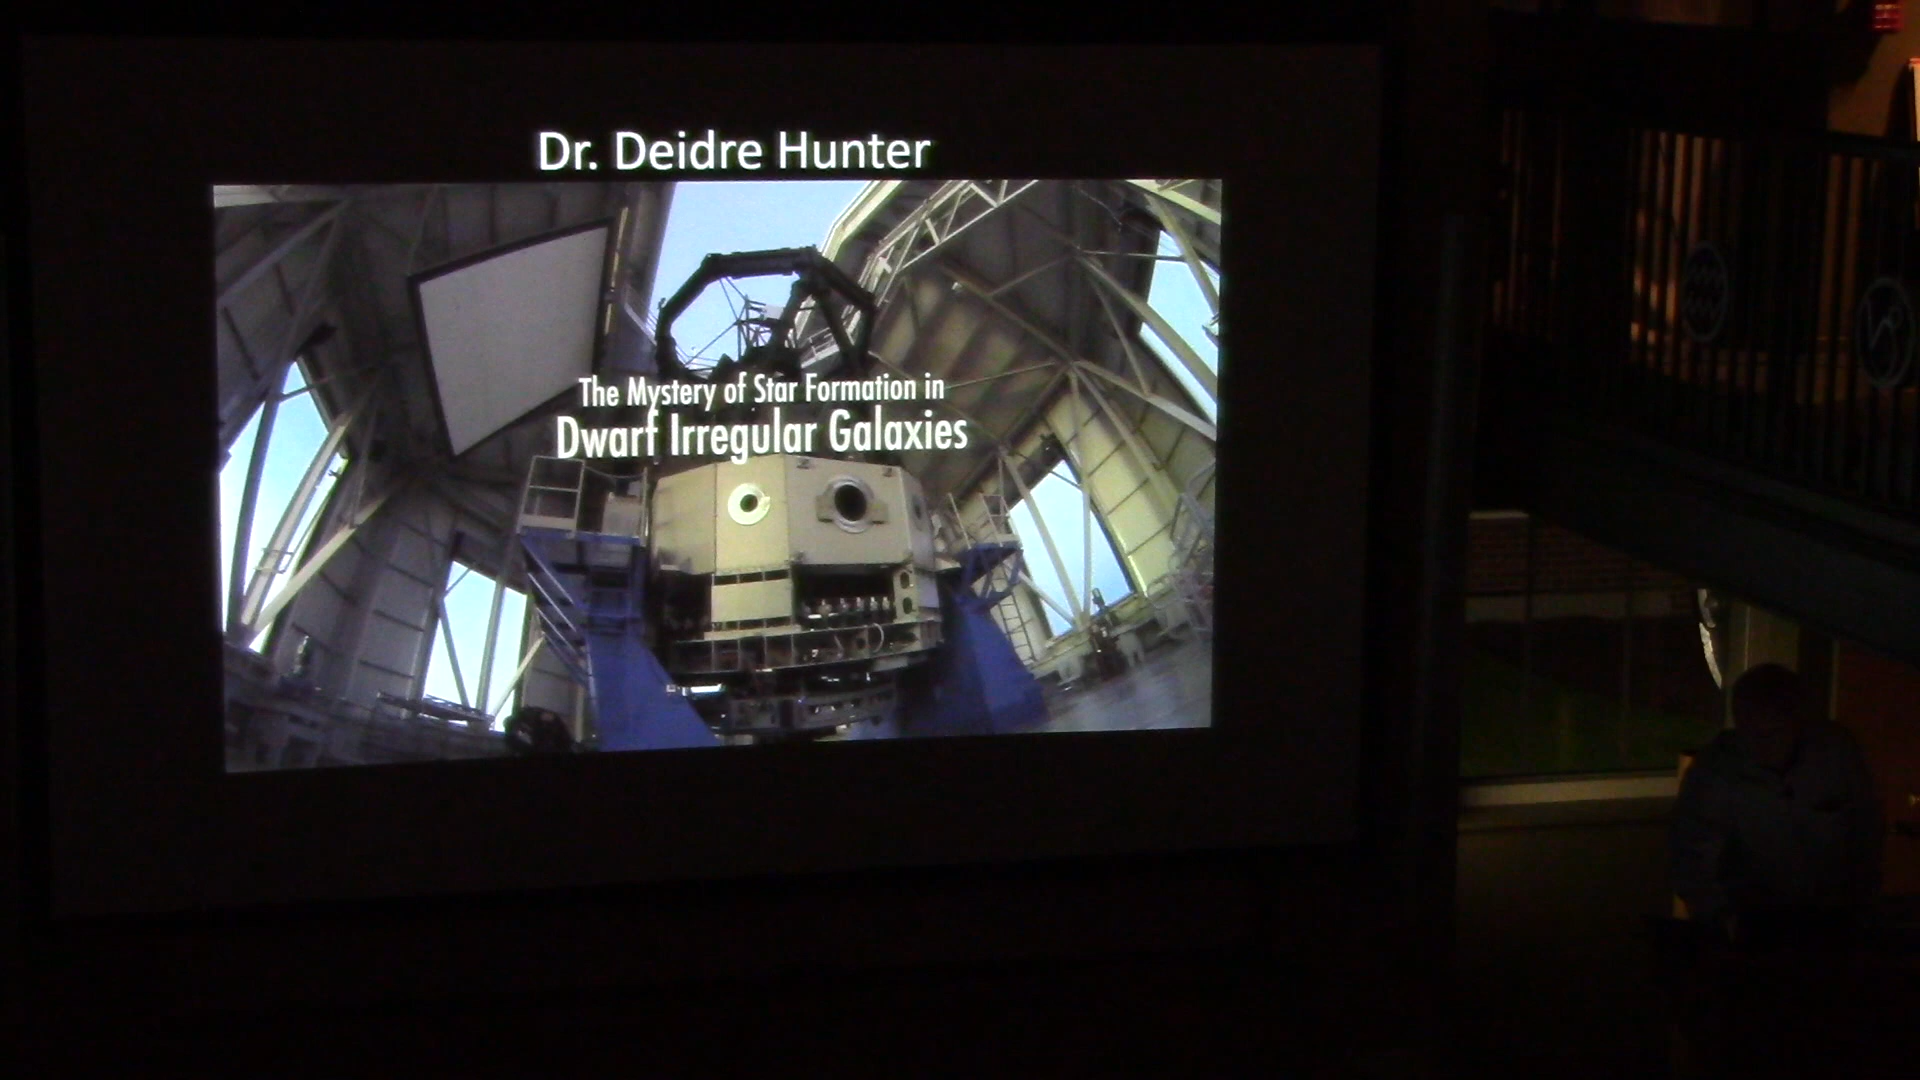 Dr. Deidre Hunter
The Mystery of Star Formation in
Dwarf Irregular Galaxies